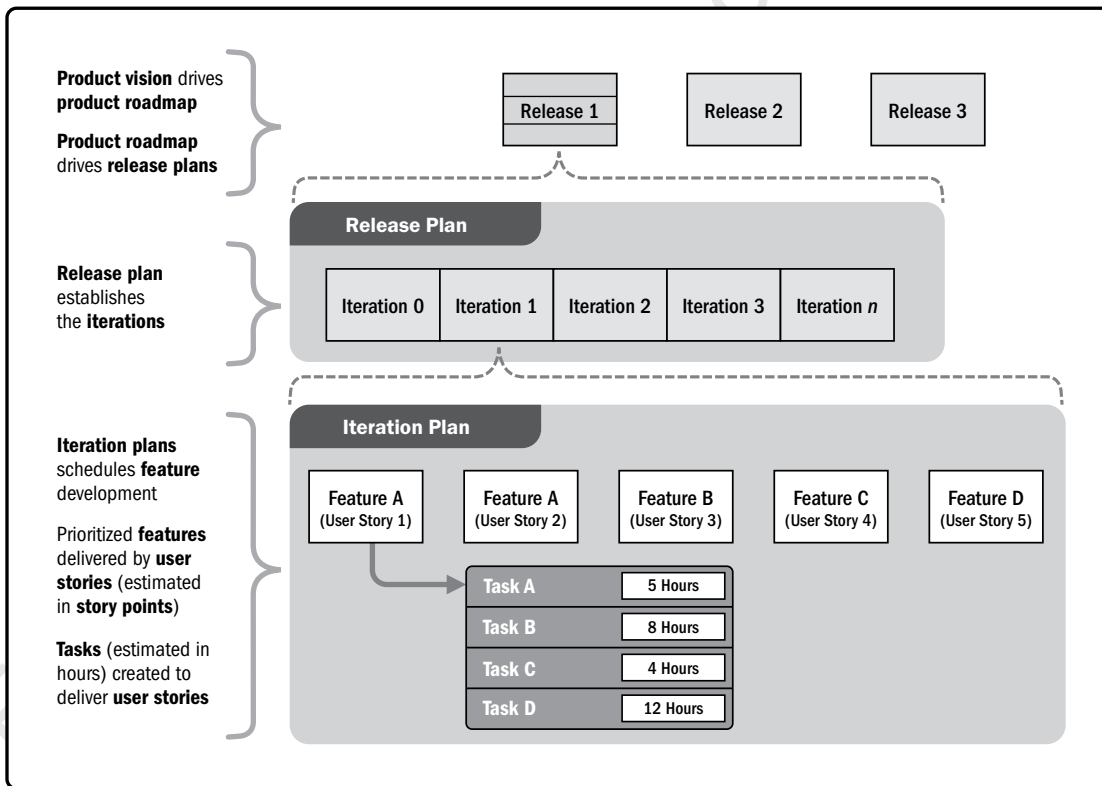 Product vision drives
product roadmap
Product roadmap
drives release plans
Release 1
Release 2
Release 3
Release Plan
Release plan
establishes
the iterations
Iteration 0
Iteration 1
Iteration 2
Iteration 3
Iteration n
Iteration Plan
Iteration plans
schedules feature
development
Prioritized features
delivered by user
stories (estimated
in story points)
Tasks (estimated in
hours) created to
deliver user stories
Feature A
(User Story 1)
Feature A
(User Story 2)
Feature B
(User Story 3)
Feature C
(User Story 4)
Feature D
(User Story 5)
Task A
5 Hours
Task B
8 Hours
Task C
4 Hours
Task D
12 Hours